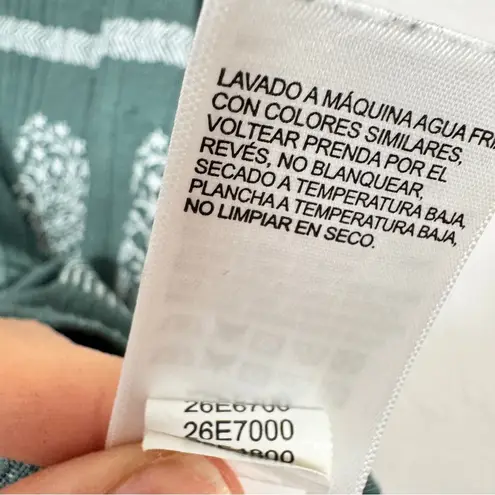 LAVADO A MÁQUINA AGUA
CON COLORES SIMILARES,
VOLTEAR PRENDA POR EL
REVÉS, NO BLANQUEAR,
SECADO A TEMPERATURA BAJA,
PLANCHA A TEMPERATURA BAJA,
NO LIMPIAR EN SECO.
26E6700
26E7000